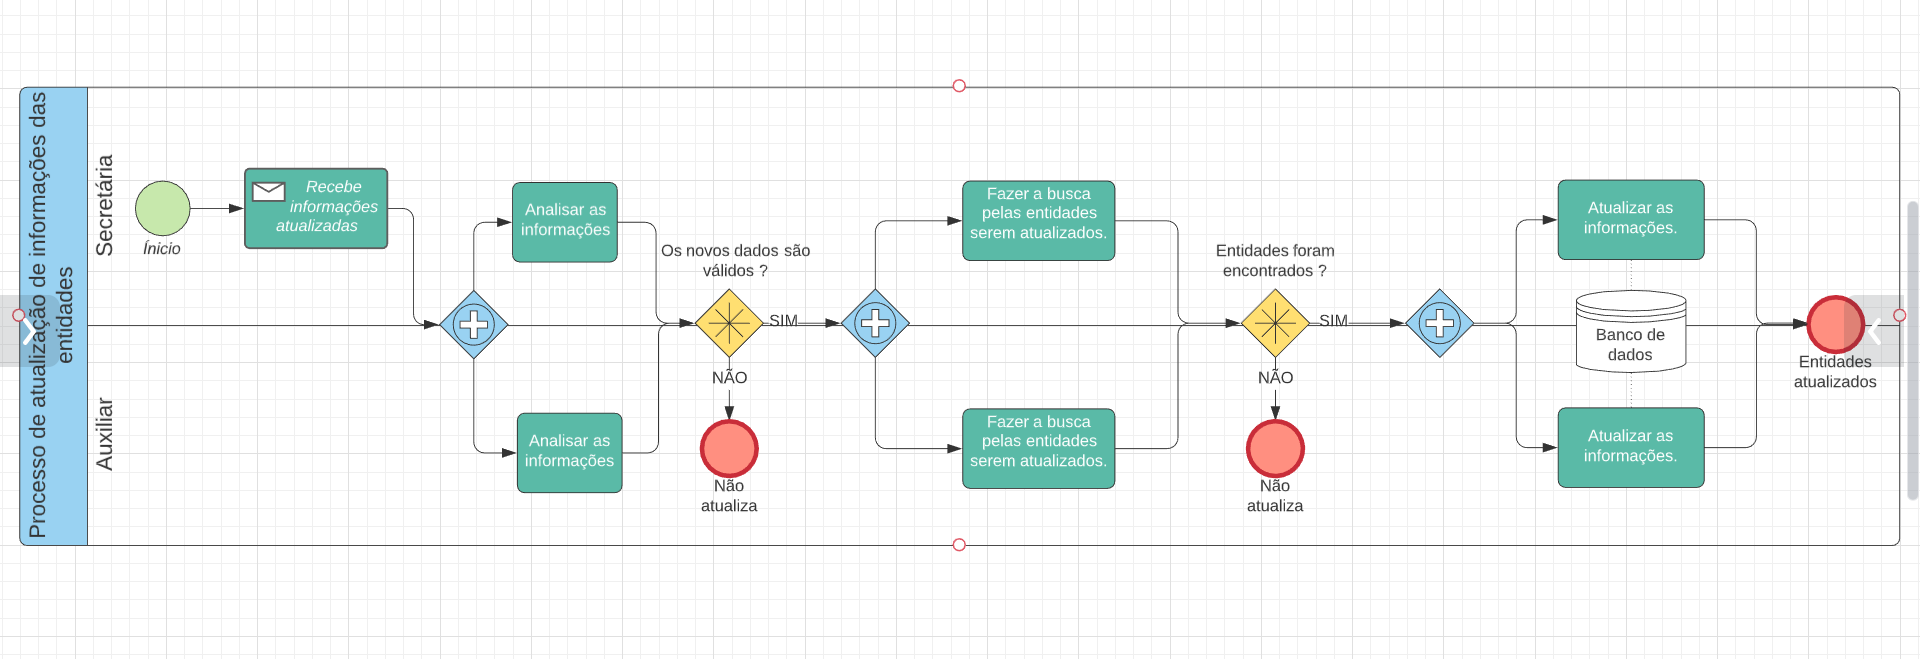 Processo de atualização de informações das
entidades
Secretária
Auxiliar
Ínicio
Recebe
informações
atualizadas
Analisar as
informações
Analisar as
informações
Os novos dados são
válidos ?
SIM
NÃO
Não
atualiza
Fazer a busca
pelas entidades
serem atualizados.
Fazer a busca
pelas entidades
serem atualizados.
Entidades foram
encontrados ?
SIM
NÃO
Não
atualiza
Atualizar as
informações.
Banco de
dados
Atualizar as
informações.
Entidades
atualizados